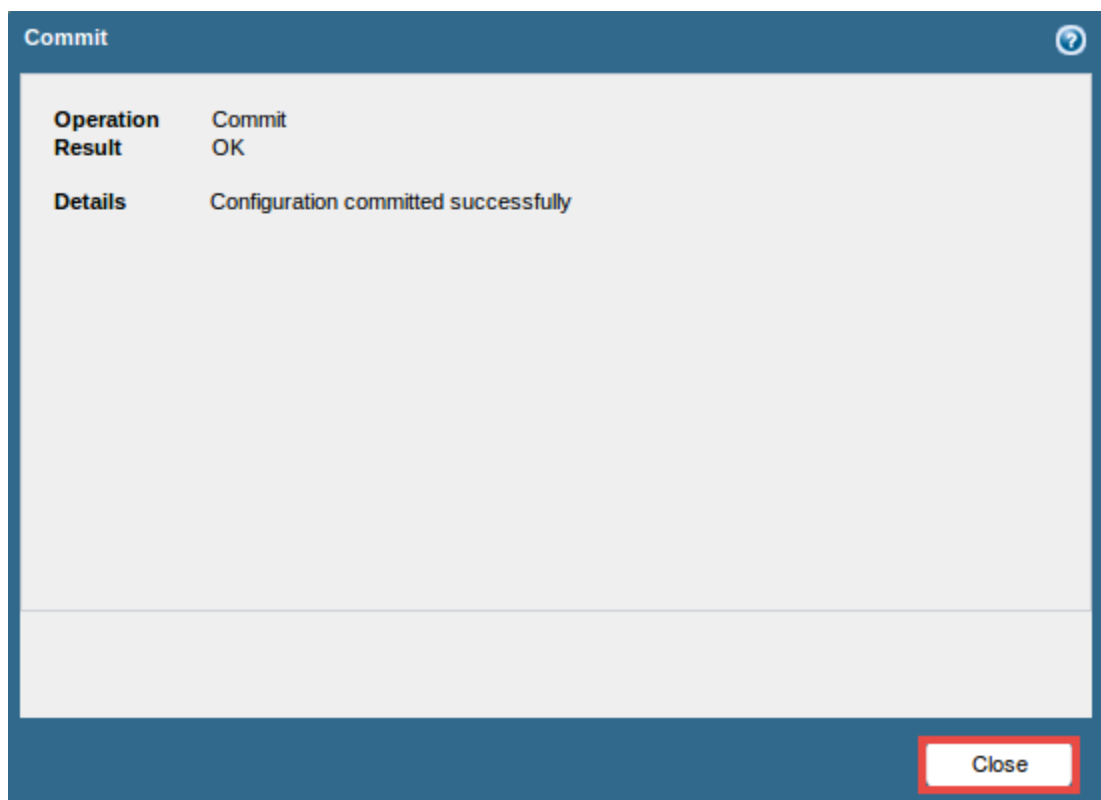 Commit
?
Operation Commit
Result OK
Details Configuration committed successfully
Close